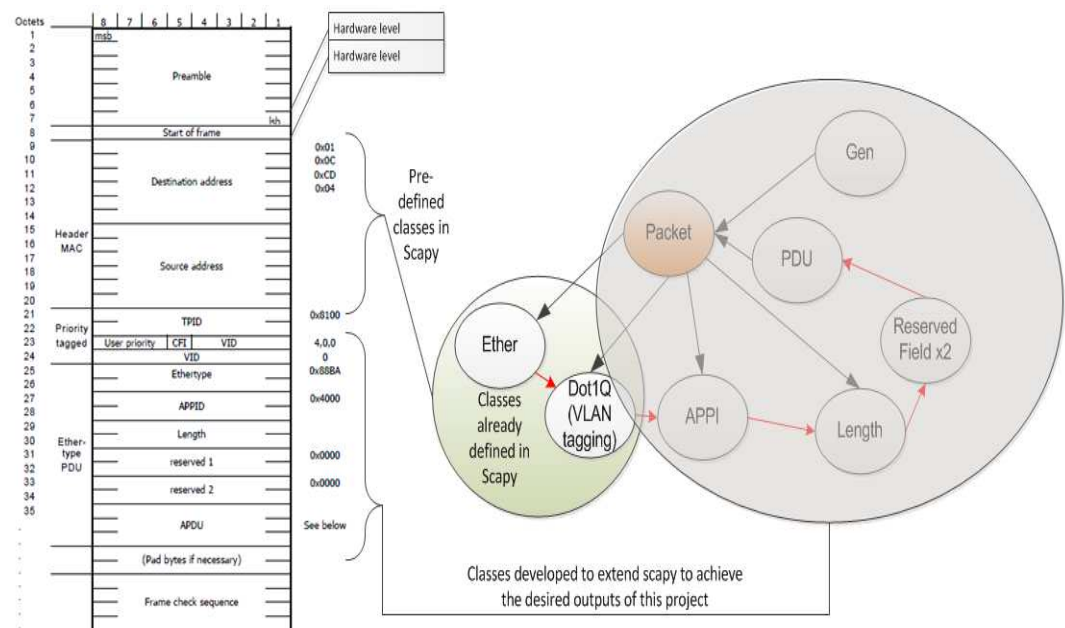 Octets 8 7 6 5 4 3 2 1
1 msb
2
3
4 Preamble
5
6
7
8 Start of frame
Hardware level
Hardware level
9
10
11
12
13
14
Destination address
0x01
0x0C
0xCD
0x04
Header
MAC
15
16
17
18
19
20
Source address
21
22
TPID
0x8100
Priority
tagged
23 User priority CFI VID 4,0,0
24 VID 0
25 Ethertype 0x88BA
26
27 APPID 0x4000
28
29
30 Length
Ether-
type
PDU
31 reserved 1 0x0000
32
33 reserved 2 0x0000
34
35
APDU See below
(Pad bytes if necessary)
Frame check sequence
Pre-
defined
classes in
Scapy
Gen
Packet
PDU
Reserved
Field x2
Ether
Dot1Q
(VLAN
tagging)
APPI
Length
Classes
already
defined in
Scapy
Classes developed to extend scapy to achieve
the desired outputs of this project